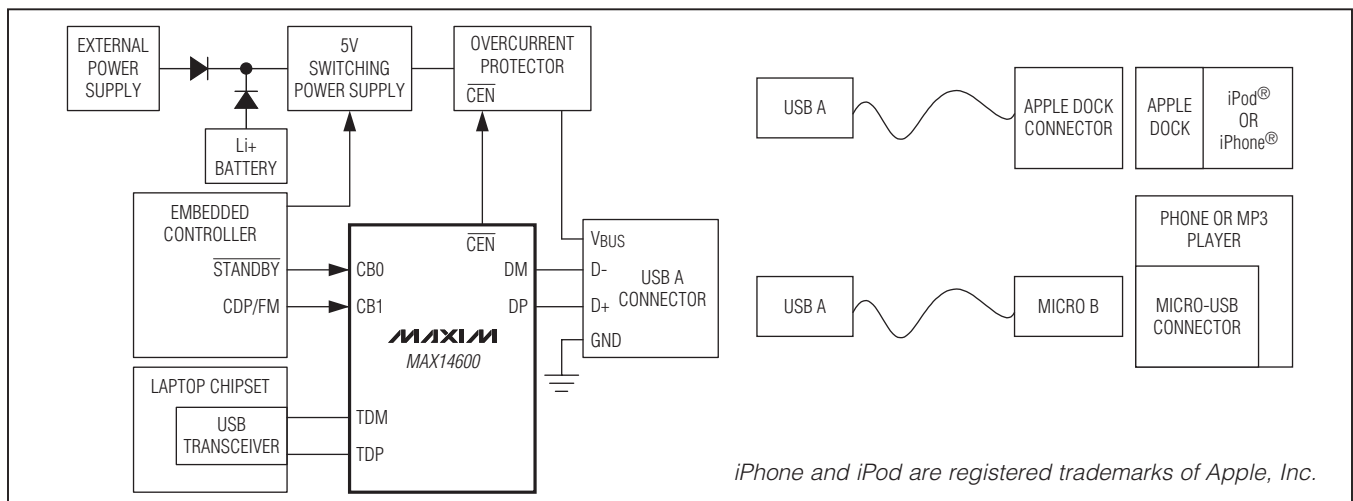 EXTERNAL
POWER
SUPPLY
5V
SWITCHING
POWER SUPPLY
OVERCURRENT
PROTECTOR
CEN
Li+
BATTERY
EMBEDDED
CONTROLLER
STANDBY
CDP/FM
LAPTOP CHIPSET
USB
TRANSCEIVER
CEN
CB0
CB1
DM
DP
MAXIM
MAX14600
TDM
TDP
VBUS
D-
D+
GND
USB A
CONNECTOR
USB A
APPLE DOCK
CONNECTOR
APPLE
DOCK
iPod®
OR
iPhone®
USB A
MICRO B
PHONE OR MP3
PLAYER
MICRO-USB
CONNECTOR
iPhone and iPod are registered trademarks of Apple, Inc.